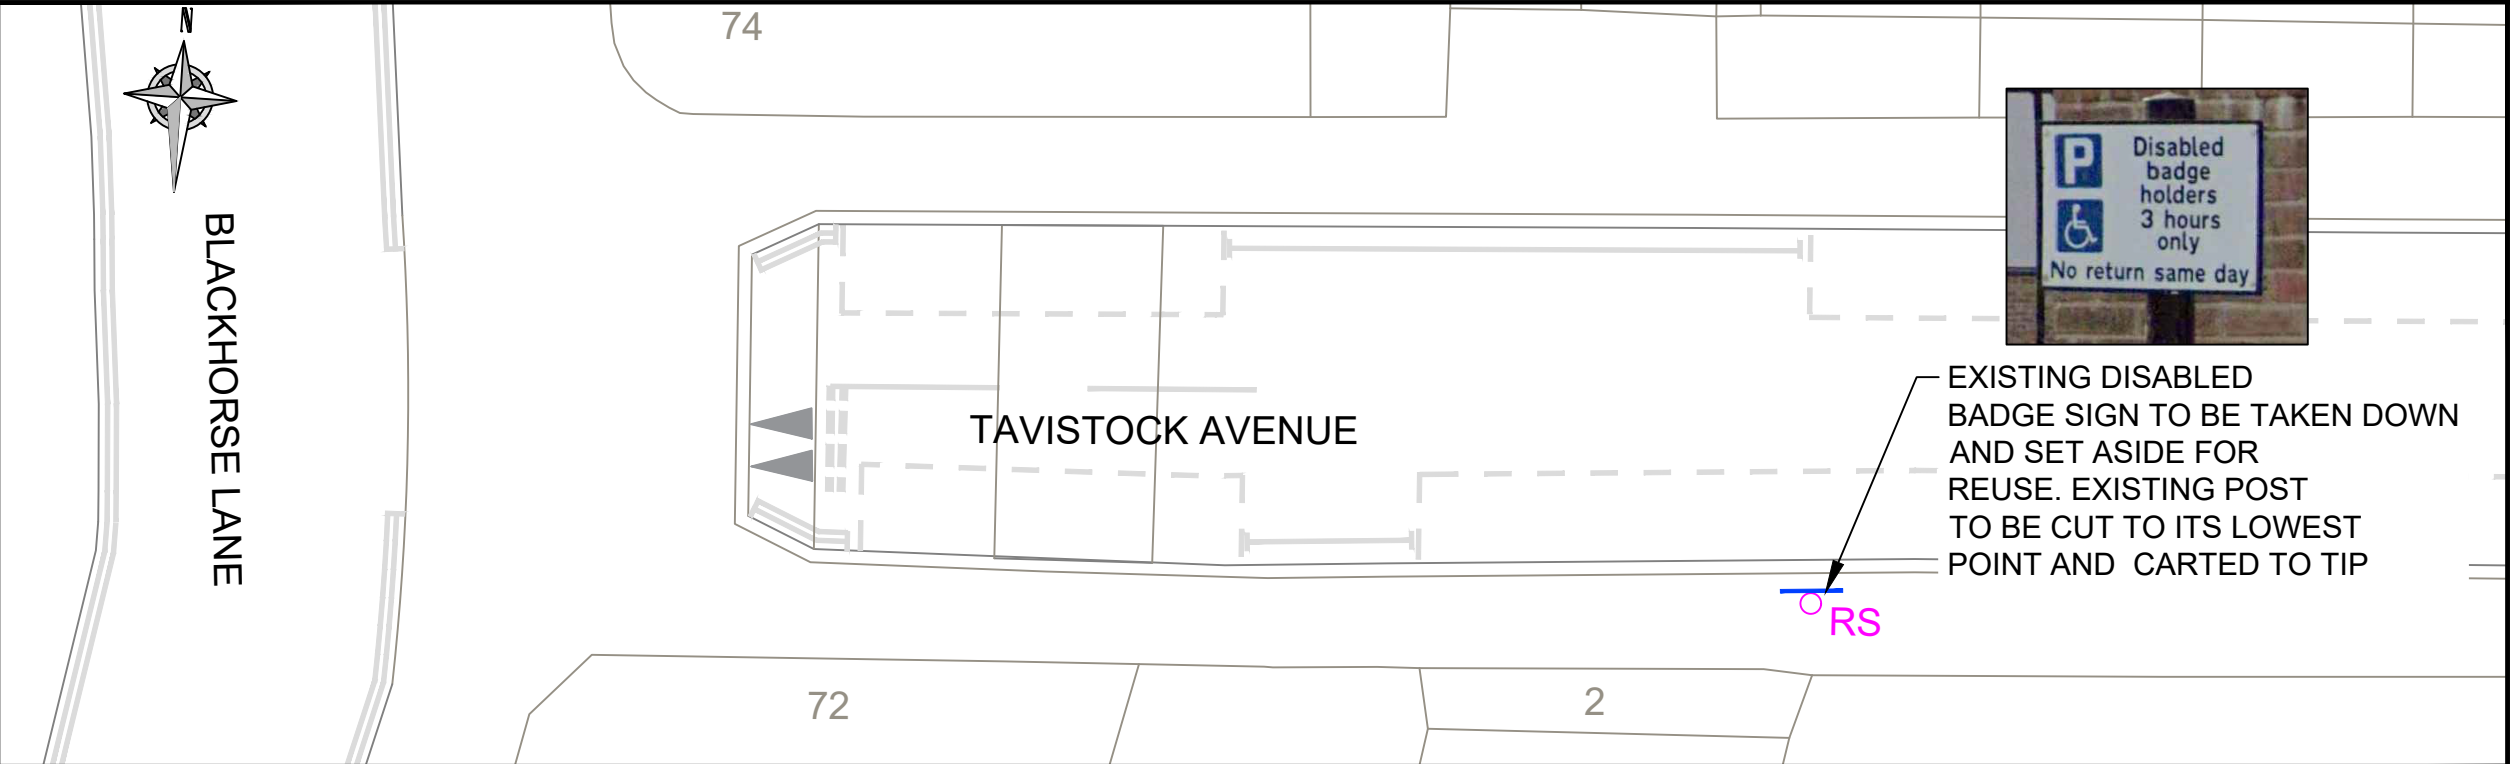 N
74
BLACKHORSE LANE
P
Disabled
badge
holders
3 hours
only
No return same day
TAVISTOCK AVENUE
EXISTING DISABLED
BADGE SIGN TO BE TAKEN DOWN
AND SET ASIDE FOR
REUSE. EXISTING POST
TO BE CUT TO ITS LOWEST
POINT AND  CARTED TO TIP
RS
72
2